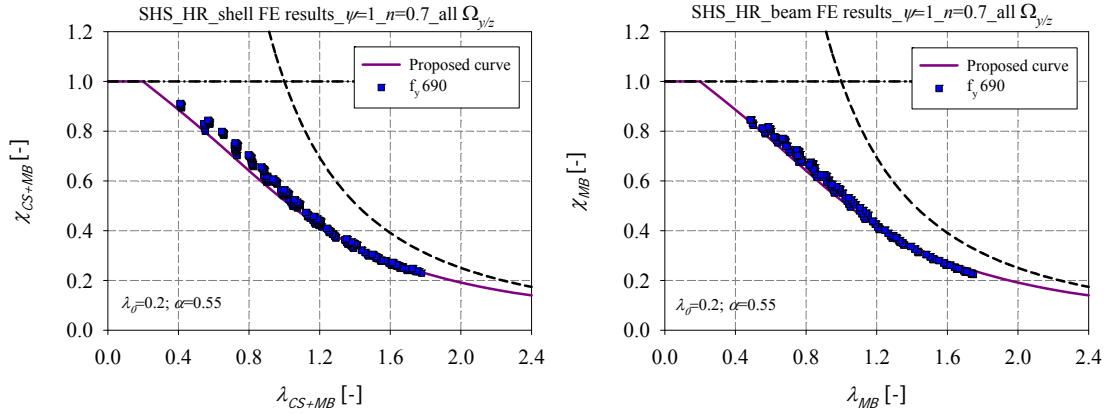 SHS_HR_shell FE results_ψ=1_n=0.7_all Ω_y/z
1.2
1.0
0.8
0.6
0.4
0.2
0.0
χ_CS+MB [-]
Proposed curve
f_y 690
λ_0=0.2; α=0.55
0.0 0.4 0.8 1.2 1.6 2.0 2.4
λ_CS+MB [-]
SHS_HR_beam FE results_ψ=1_n=0.7_all Ω_y/z
1.2
1.0
0.8
0.6
0.4
0.2
0.0
χ_MB [-]
Proposed curve
f_y 690
λ_0=0.2; α=0.55
0.0 0.4 0.8 1.2 1.6 2.0 2.4
λ_MB [-]